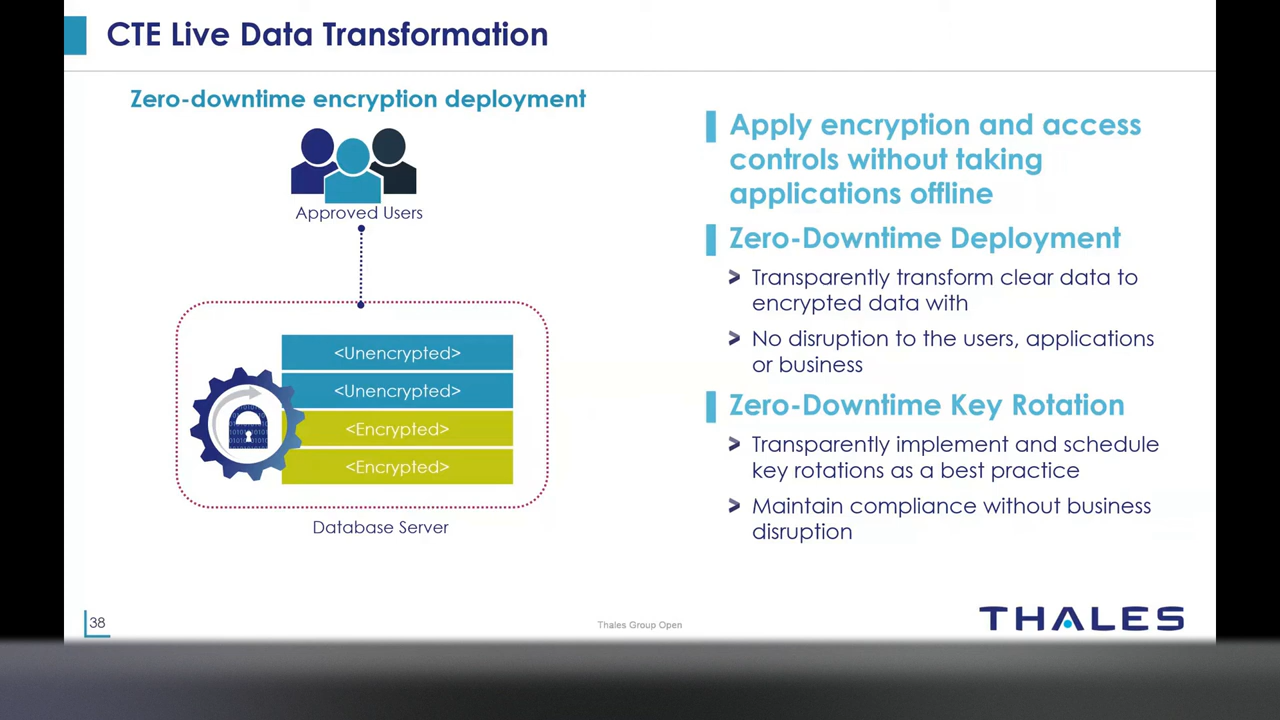 CTE Live Data Transformation
Zero-downtime encryption deployment
Approved Users
<Unencrypted>
<Unencrypted>
<Encrypted>
<Encrypted>
Database Server
Apply encryption and access
controls without taking
applications offline
Zero-Downtime Deployment
Transparently transform clear data to
encrypted data with
No disruption to the users, applications
or business
Zero-Downtime Key Rotation
Transparently implement and schedule
key rotations as a best practice
Maintain compliance without business
disruption
38
Thales Group Open
THALES